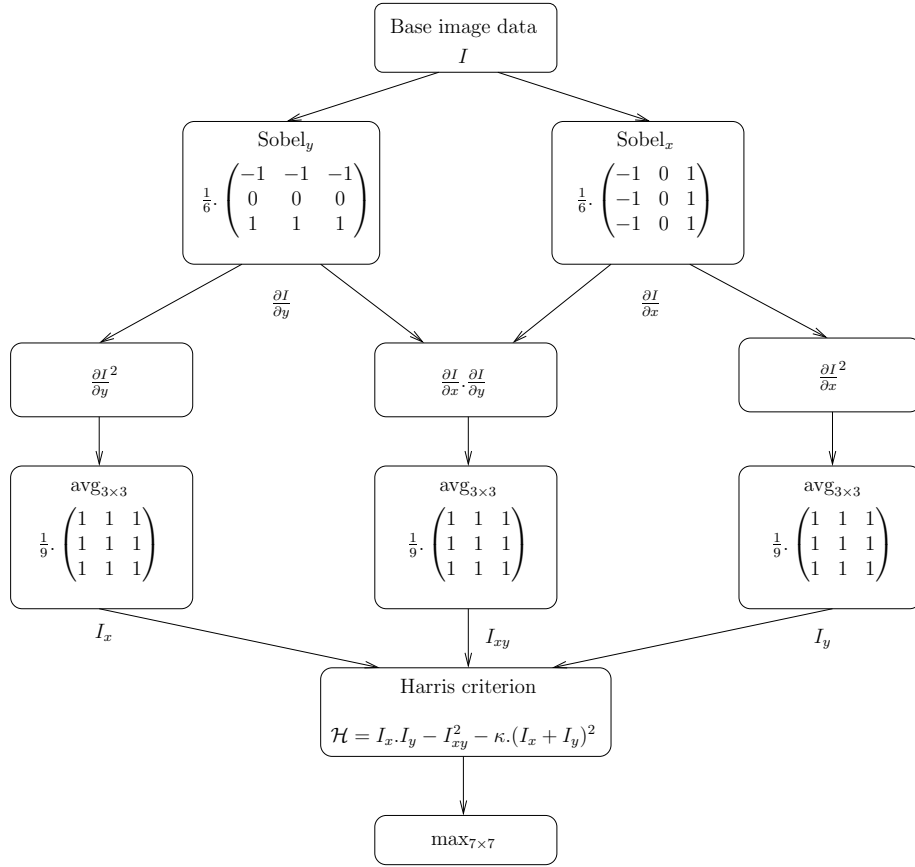 Base image data
I
Sobel_y
1/6 . (−1 −1 −1
0 0 0
1 1 1)
Sobel_x
1/6 . (−1 0 1
−1 0 1
−1 0 1)
∂I/∂y
∂I/∂x
∂I/∂y ²
∂I/∂x . ∂I/∂y
∂I/∂x ²
avg_3×3
1/9 . (1 1 1
1 1 1
1 1 1)
avg_3×3
1/9 . (1 1 1
1 1 1
1 1 1)
avg_3×3
1/9 . (1 1 1
1 1 1
1 1 1)
I_x
I_xy
I_y
Harris criterion
ℋ = I_x.I_y − I_xy² − κ.(I_x + I_y)²
max_7×7